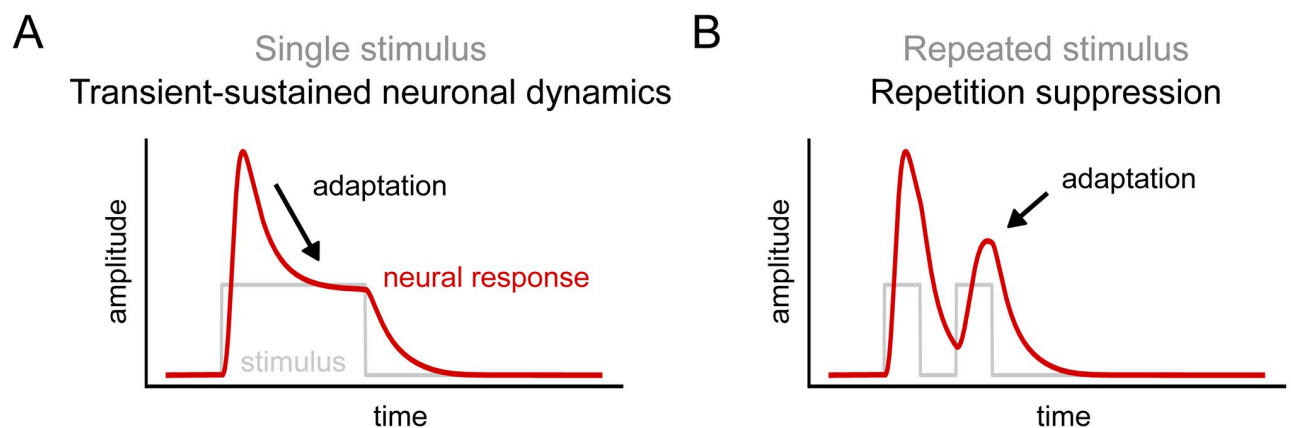 A
Single stimulus
Transient-sustained neuronal dynamics
amplitude
adaptation
neural response
stimulus
time
B
Repeated stimulus
Repetition suppression
amplitude
adaptation
time